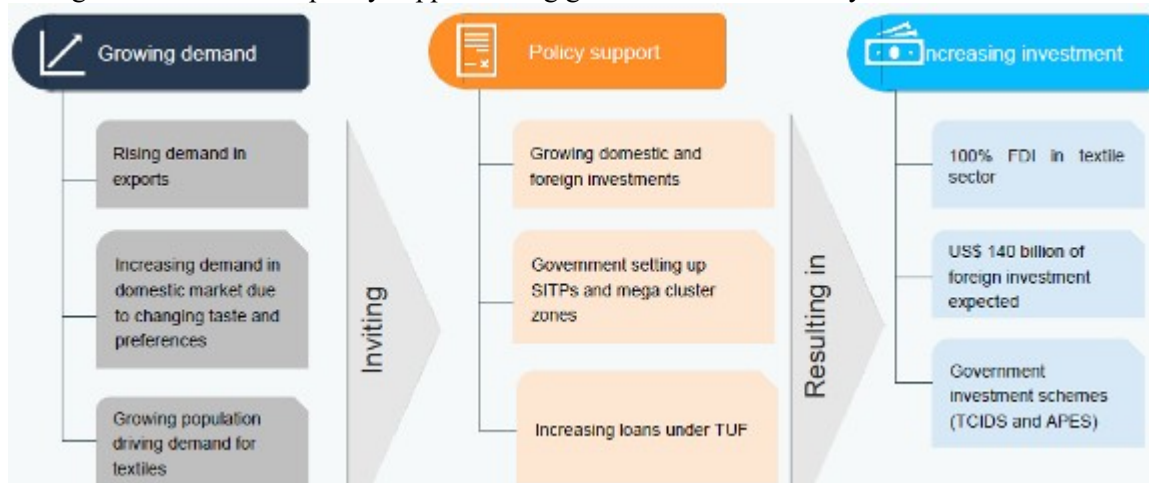 Growing demand
Rising demand in
exports
Increasing demand in
domestic market due
to changing taste and
preferences
Growing population
driving demand for
textiles
Inviting
Policy support
Growing domestic and
foreign investments
Government setting up
SITPs and mega cluster
zones
Increasing loans under TUF
Resulting in
Increasing investment
100% FDI in textile
sector
US$ 140 billion of
foreign investment
expected
Government
investment schemes
(TCIDS and APES)